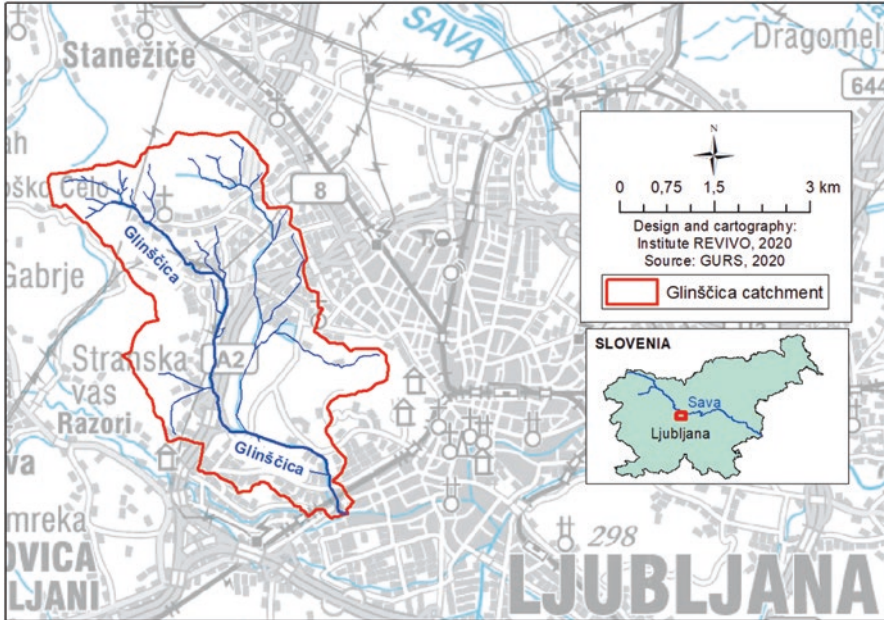 Stanežiče
SAVA
Dragomel
644
ah
oško Čelo
8
Glinščica
Gabrje
Stranska
vas
A2
Razori
Glinščica
va
mreka
OVICA
LJANI
298
LJUBLJANA
N
0 0,75 1,5 3 km
Design and cartography:
Institute REVIVO, 2020
Source: GURS, 2020
Glinščica catchment
SLOVENIA
Sava
Ljubljana